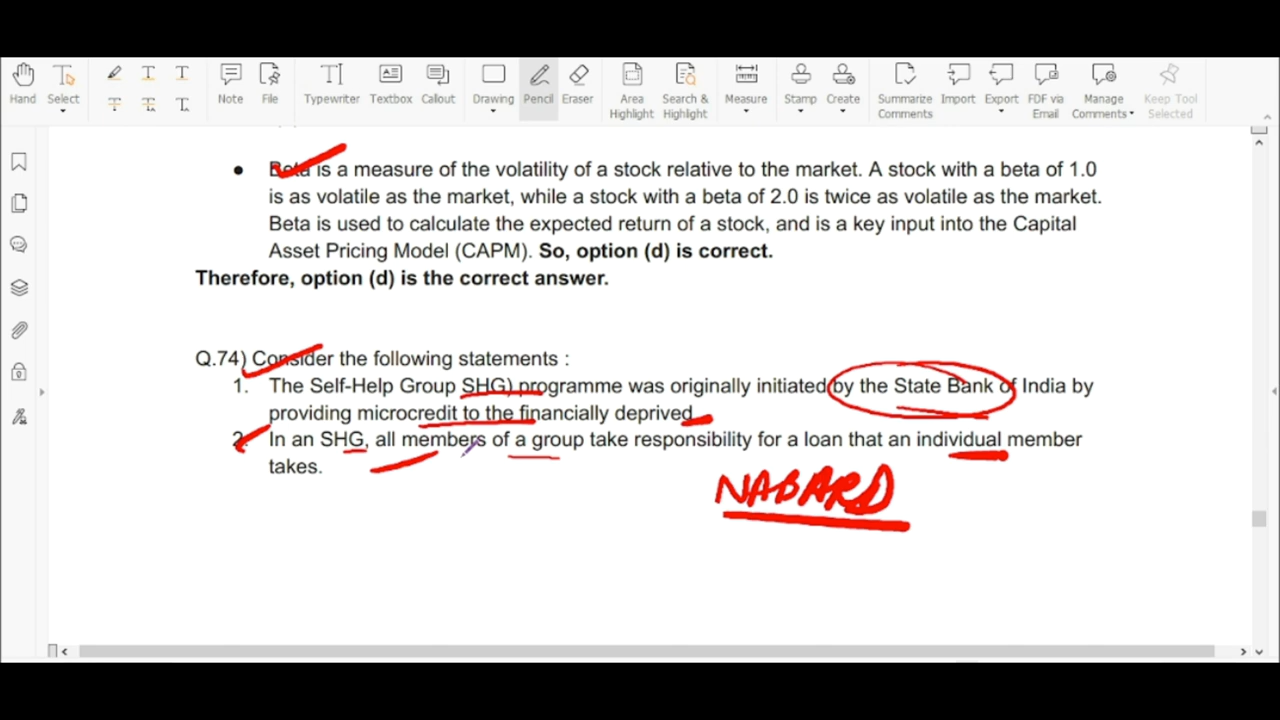 Hand
Select
Note
File
Typewriter
Textbox
Callout
Drawing
Pencil
Eraser
Area
Highlight
Search &
Highlight
Measure
Stamp
Create
Summarize
Comments
Import
Export
FDF via
Email
Manage
Comments
Keep Tool
Selected
● Beta is a measure of the volatility of a stock relative to the market. A stock with a beta of 1.0
is as volatile as the market, while a stock with a beta of 2.0 is twice as volatile as the market.
Beta is used to calculate the expected return of a stock, and is a key input into the Capital
Asset Pricing Model (CAPM). So, option (d) is correct.
Therefore, option (d) is the correct answer.
Q.74) Consider the following statements :
1. The Self-Help Group SHG) programme was originally initiated by the State Bank of India by
providing microcredit to the financially deprived
2. In an SHG, all members of a group take responsibility for a loan that an individual member
takes.
NABARD